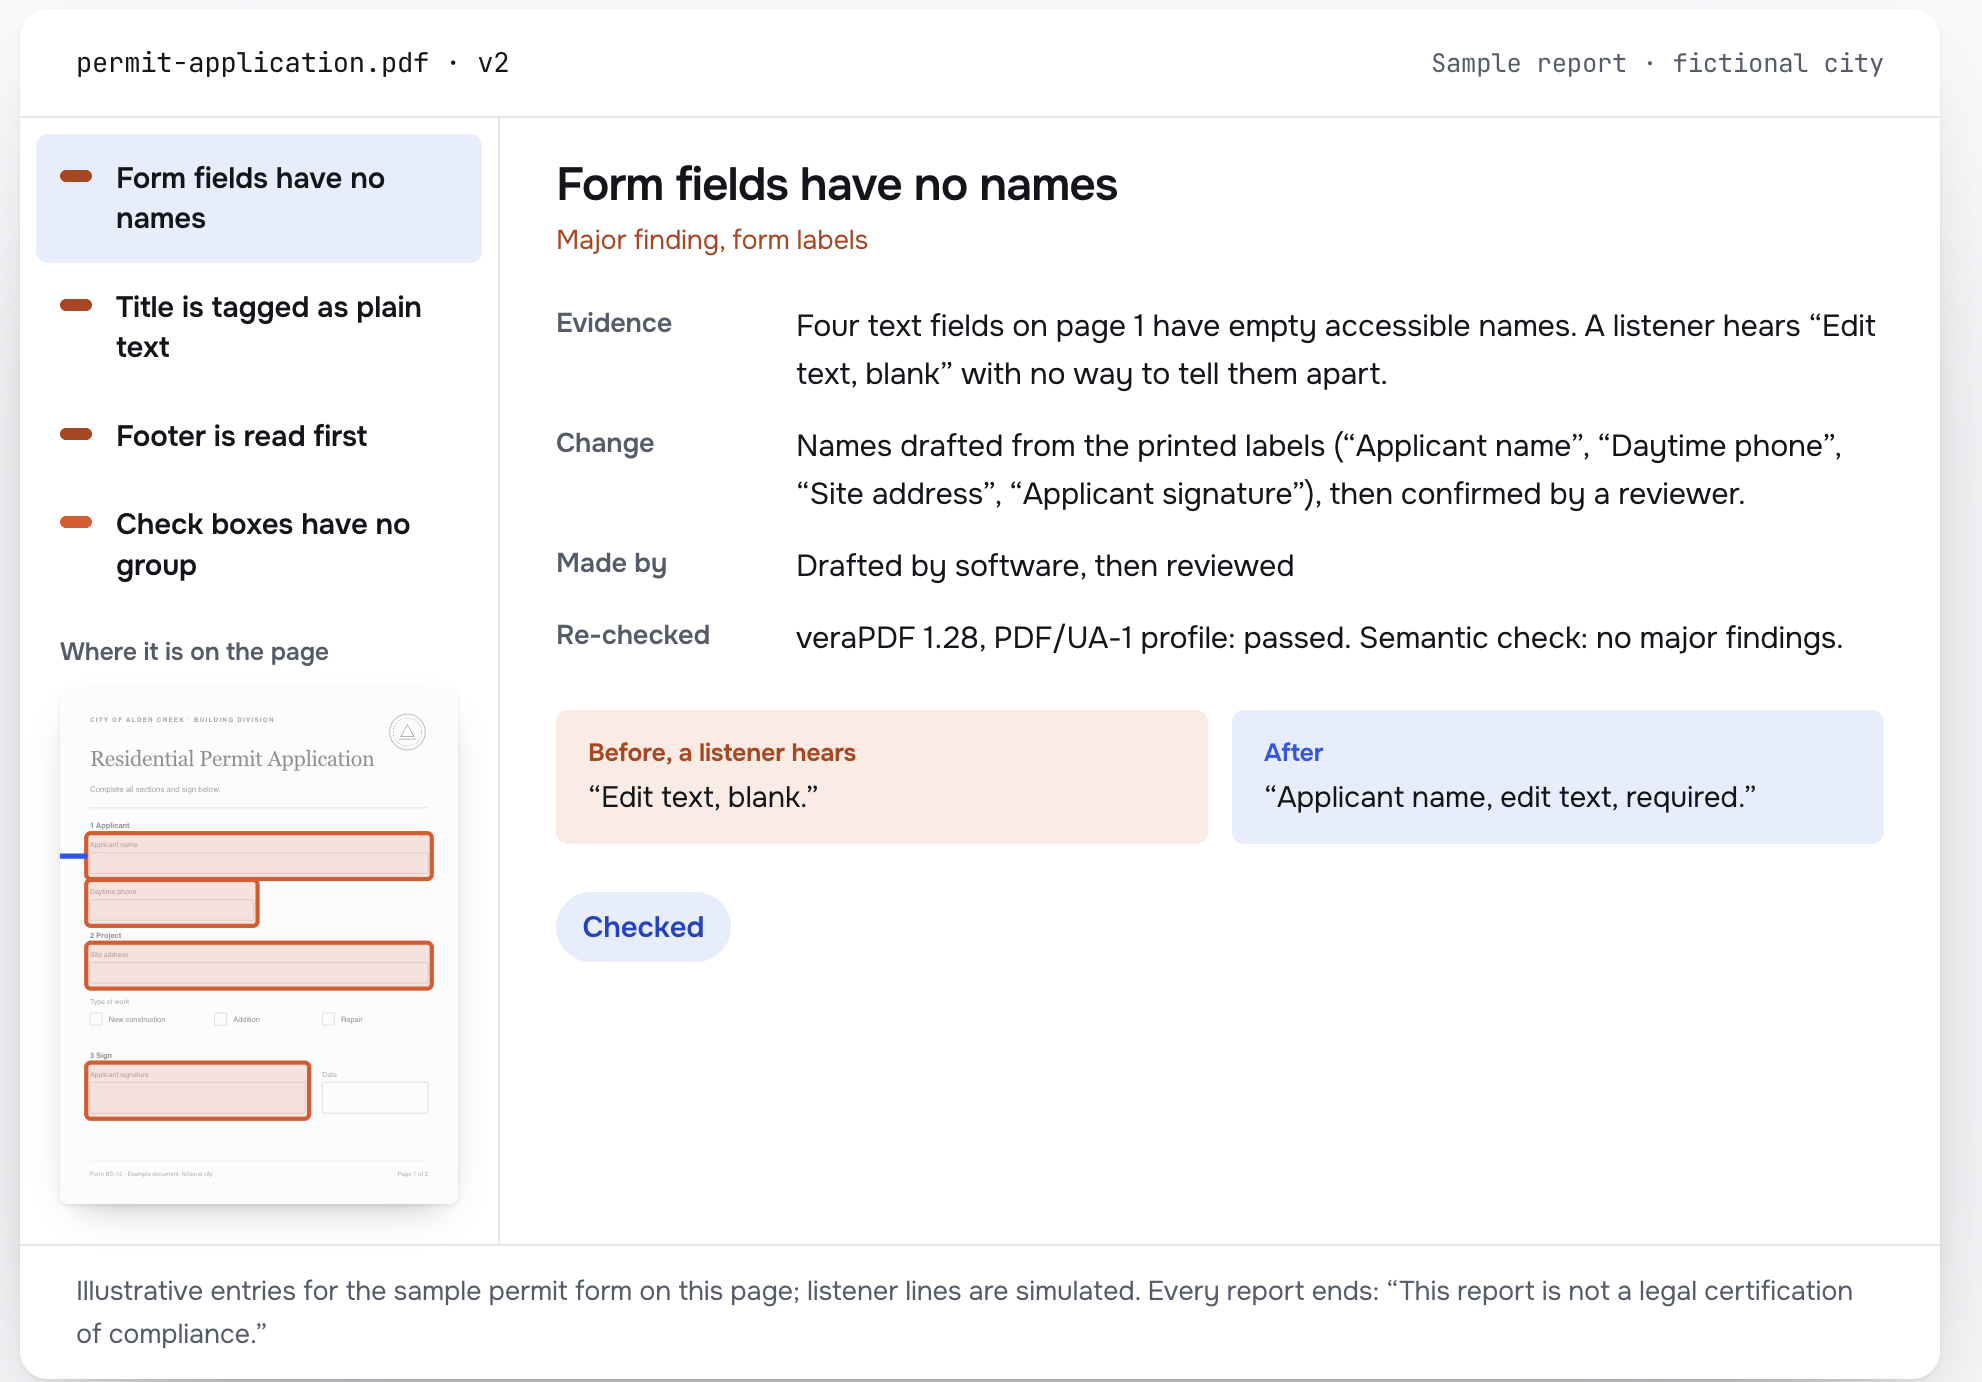 permit-application.pdf · v2
Sample report · fictional city
Form fields have no
names
Title is tagged as plain
text
Footer is read first
Check boxes have no
group
Where it is on the page
CITY OF ALDER CREEK · BUILDING DIVISION
Residential Permit Application
Complete all sections and sign below.
1 Applicant
Applicant name
Daytime phone
2 Project
Site address
Type of work
New construction
Addition
Repair
3 Sign
Applicant signature
Date
Form BD-12 · Example document, fictional city
Page 1 of 2
Form fields have no names
Major finding, form labels
Evidence
Four text fields on page 1 have empty accessible names. A listener hears “Edit
text, blank” with no way to tell them apart.
Change
Names drafted from the printed labels (“Applicant name”, “Daytime phone”,
“Site address”, “Applicant signature”), then confirmed by a reviewer.
Made by
Drafted by software, then reviewed
Re-checked
veraPDF 1.28, PDF/UA-1 profile: passed. Semantic check: no major findings.
Before, a listener hears
“Edit text, blank.”
After
“Applicant name, edit text, required.”
Checked
Illustrative entries for the sample permit form on this page; listener lines are simulated. Every report ends: “This report is not a legal certification
of compliance.”